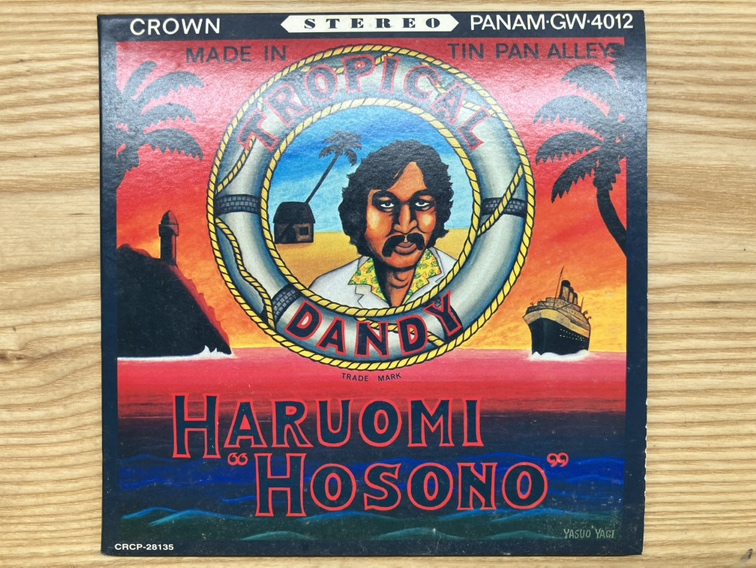 CROWN STEREO PANAM·GW·4012
MADE IN TIN PAN ALLEY
TROPICAL
DANDY
TRADE MARK
HARUOMI
"HOSONO"
YASUO YAGI
CRCP-28135